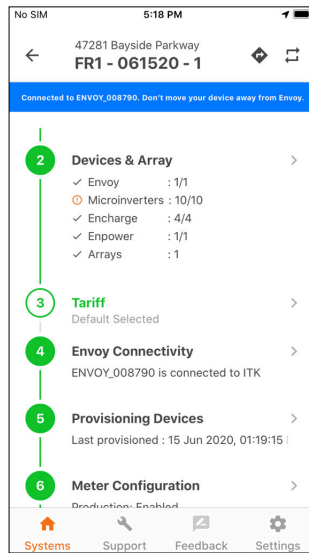 No SIM 5:18 PM
47281 Bayside Parkway
FR1 - 061520 - 1
Connected to ENVOY_008790. Don't move your device away from Envoy.
2 Devices & Array
Envoy : 1/1
Microinverters : 10/10
Encharge : 4/4
Enpower : 1/1
Arrays : 1
3 Tariff
Default Selected
4 Envoy Connectivity
ENVOY_008790 is connected to ITK
5 Provisioning Devices
Last provisioned : 15 Jun 2020, 01:19:15
6 Meter Configuration
Production: Enabled
Systems Support Feedback Settings